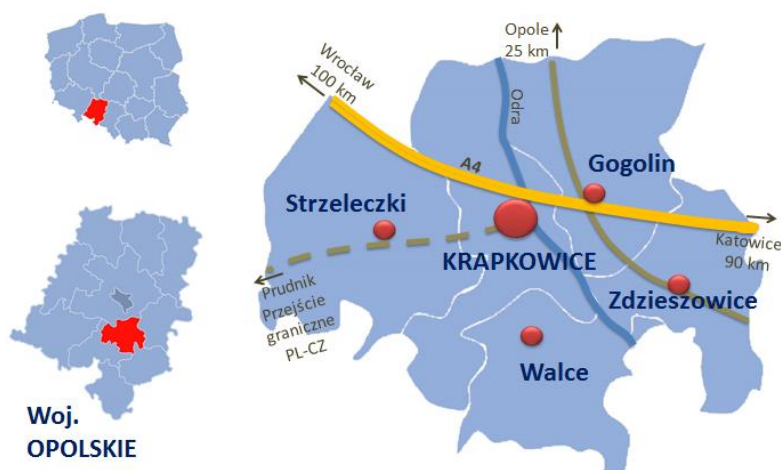 Opole
25 km
Wrocław
100 km
Odra
A4
Gogolin
Strzeleczki
KRAPKOWICE
Katowice
90 km
Prudnik
Przejście
graniczne
PL-CZ
Zdzieszowice
Walce
Woj.
OPOLSKIE